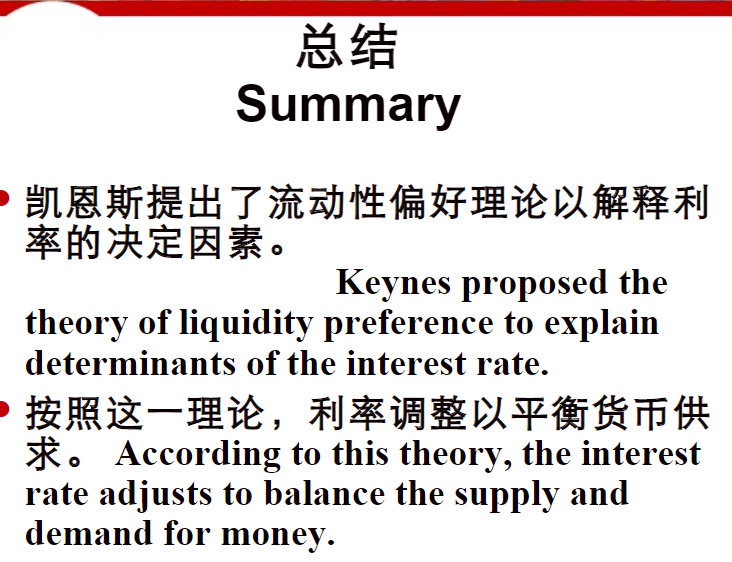 总结
Summary
凯恩斯提出了流动性偏好理论以解释利
率的决定因素。
Keynes proposed the
theory of liquidity preference to explain
determinants of the interest rate.
按照这一理论，利率调整以平衡货币供
求。 According to this theory, the interest
rate adjusts to balance the supply and
demand for money.